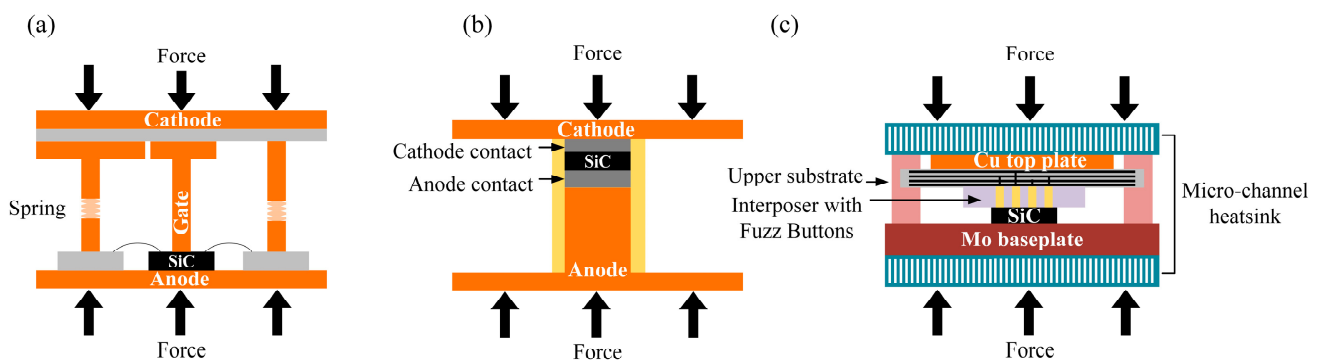 (a)
Force
Cathode
Spring
Gate
SiC
Anode
Force
(b)
Force
Cathode
Cathode contact
SiC
Anode contact
Anode
Force
(c)
Force
Cu top plate
Upper substrate
Interposer with
Fuzz Buttons
SiC
Mo baseplate
Micro-channel
heatsink
Force